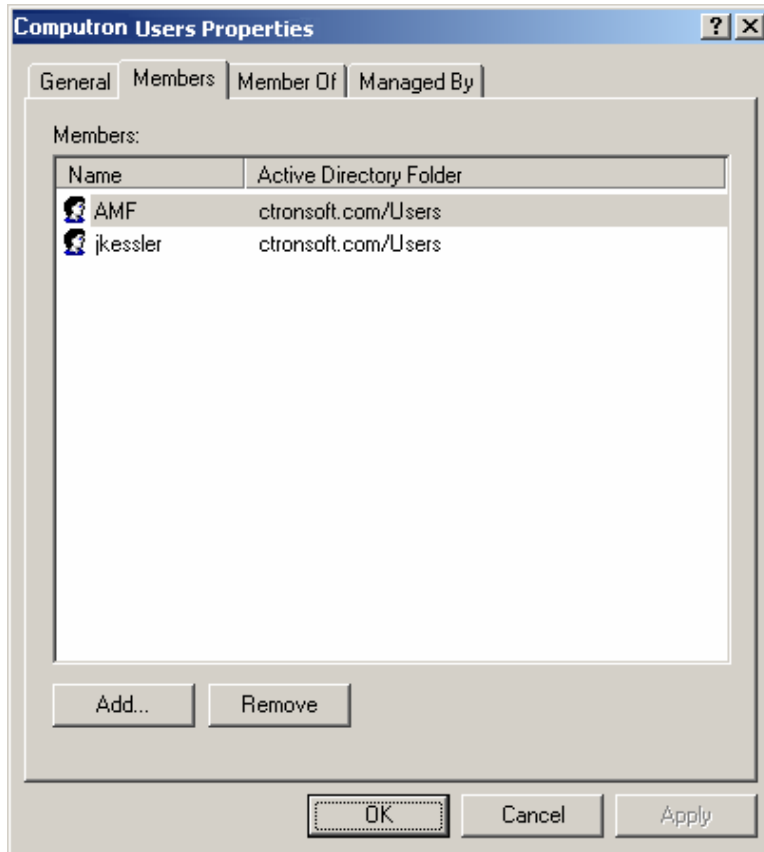 Computron Users Properties ? X
General Members Member Of Managed By
Members:
Name Active Directory Folder
AMF ctronsoft.com/Users
jkessler ctronsoft.com/Users
Add... Remove
OK Cancel Apply